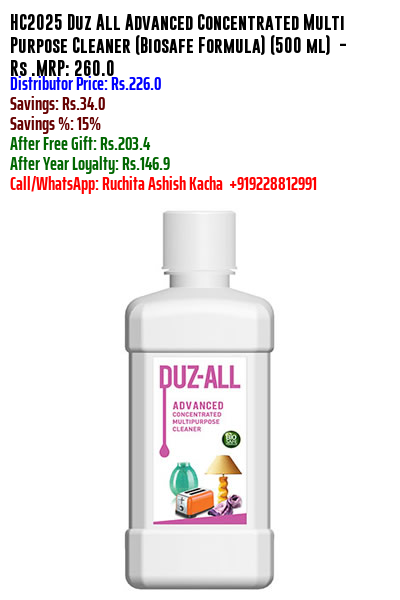 HC2025 Duz All Advanced Concentrated Multi
Purpose Cleaner (Biosafe Formula) (500 ml) -
Rs .MRP: 260.0
Distributor Price: Rs.226.0
Savings: Rs.34.0
Savings %: 15%
After Free Gift: Rs.203.4
After Year Loyalty: Rs.146.9
Call/WhatsApp: Ruchita Ashish Kacha +919228812991
DUZ-ALL
ADVANCED
CONCENTRATED
MULTIPURPOSE
CLEANER
BIO
SAFE